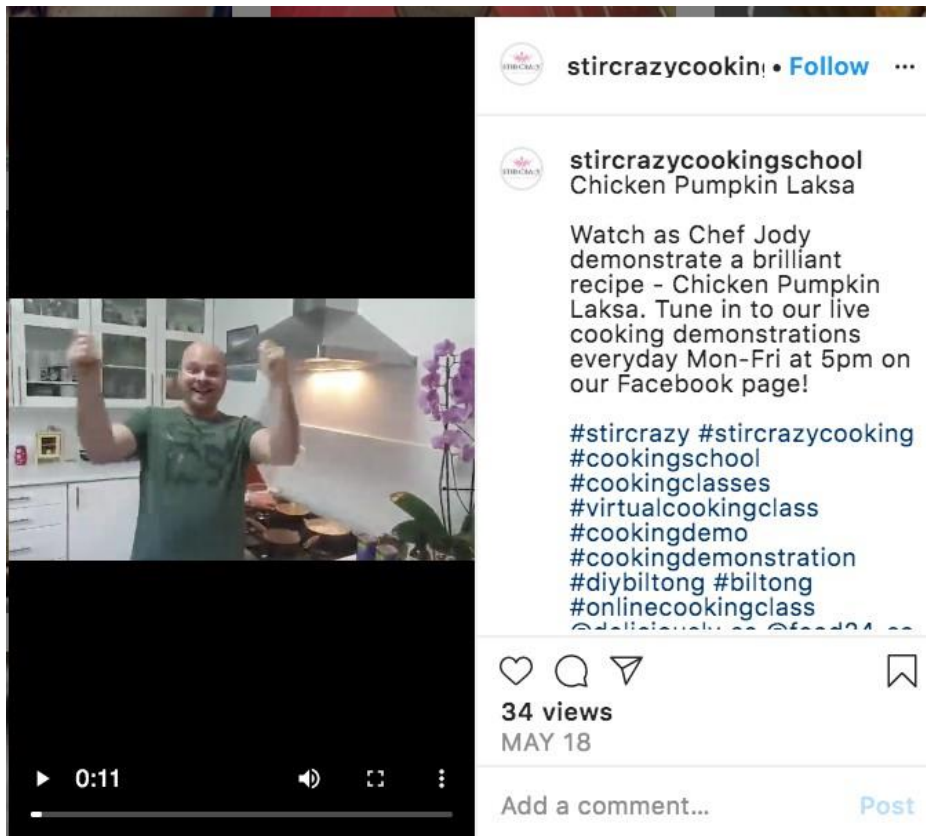 stircrazycooking • Follow
stircrazycookingschool
Chicken Pumpkin Laksa
Watch as Chef Jody
demonstrate a brilliant
recipe - Chicken Pumpkin
Laksa. Tune in to our live
cooking demonstrations
everyday Mon-Fri at 5pm on
our Facebook page!
#stircrazy #stircrazycooking
#cookingschool
#cookingclasses
#virtualcookingclass
#cookingdemo
#cookingdemonstration
#diybiltong #biltong
#onlinecookingclass
34 views
MAY 18
0:11
Add a comment...
Post